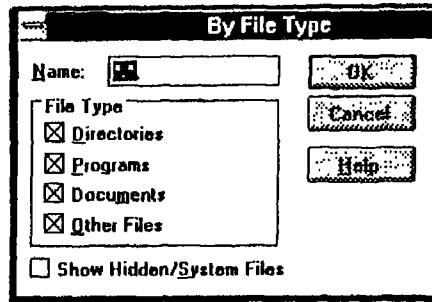 By File Type
Name: *.*
OK
File Type
Cancel
Directories
Programs
Help
Documents
Other Files
Show Hidden/System Files